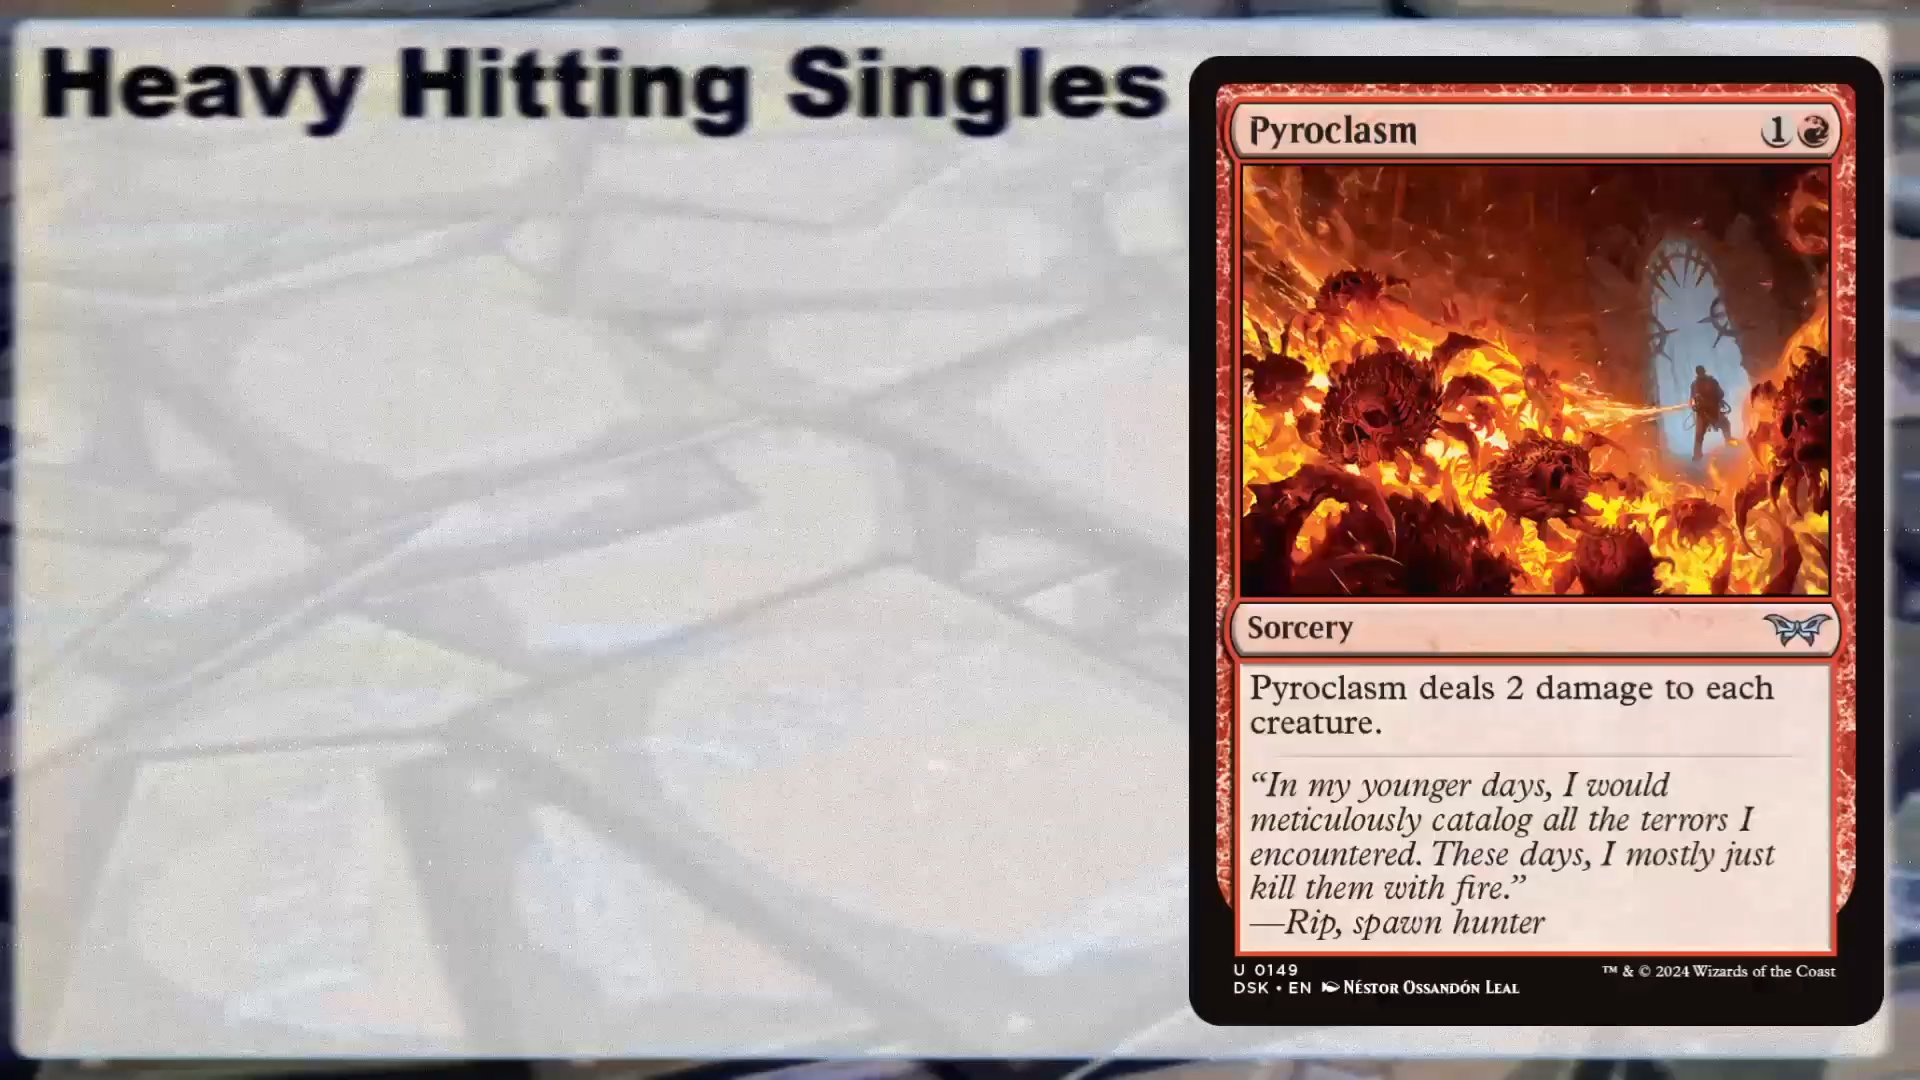 Heavy Hitting Singles
Pyroclasm 1
Sorcery
Pyroclasm deals 2 damage to each
creature.
“In my younger days, I would
meticulously catalog all the terrors I
encountered. These days, I mostly just
kill them with fire.”
—Rip, spawn hunter
U 0149
DSK • EN Néstor Ossandón Leal
™ & © 2024 Wizards of the Coast